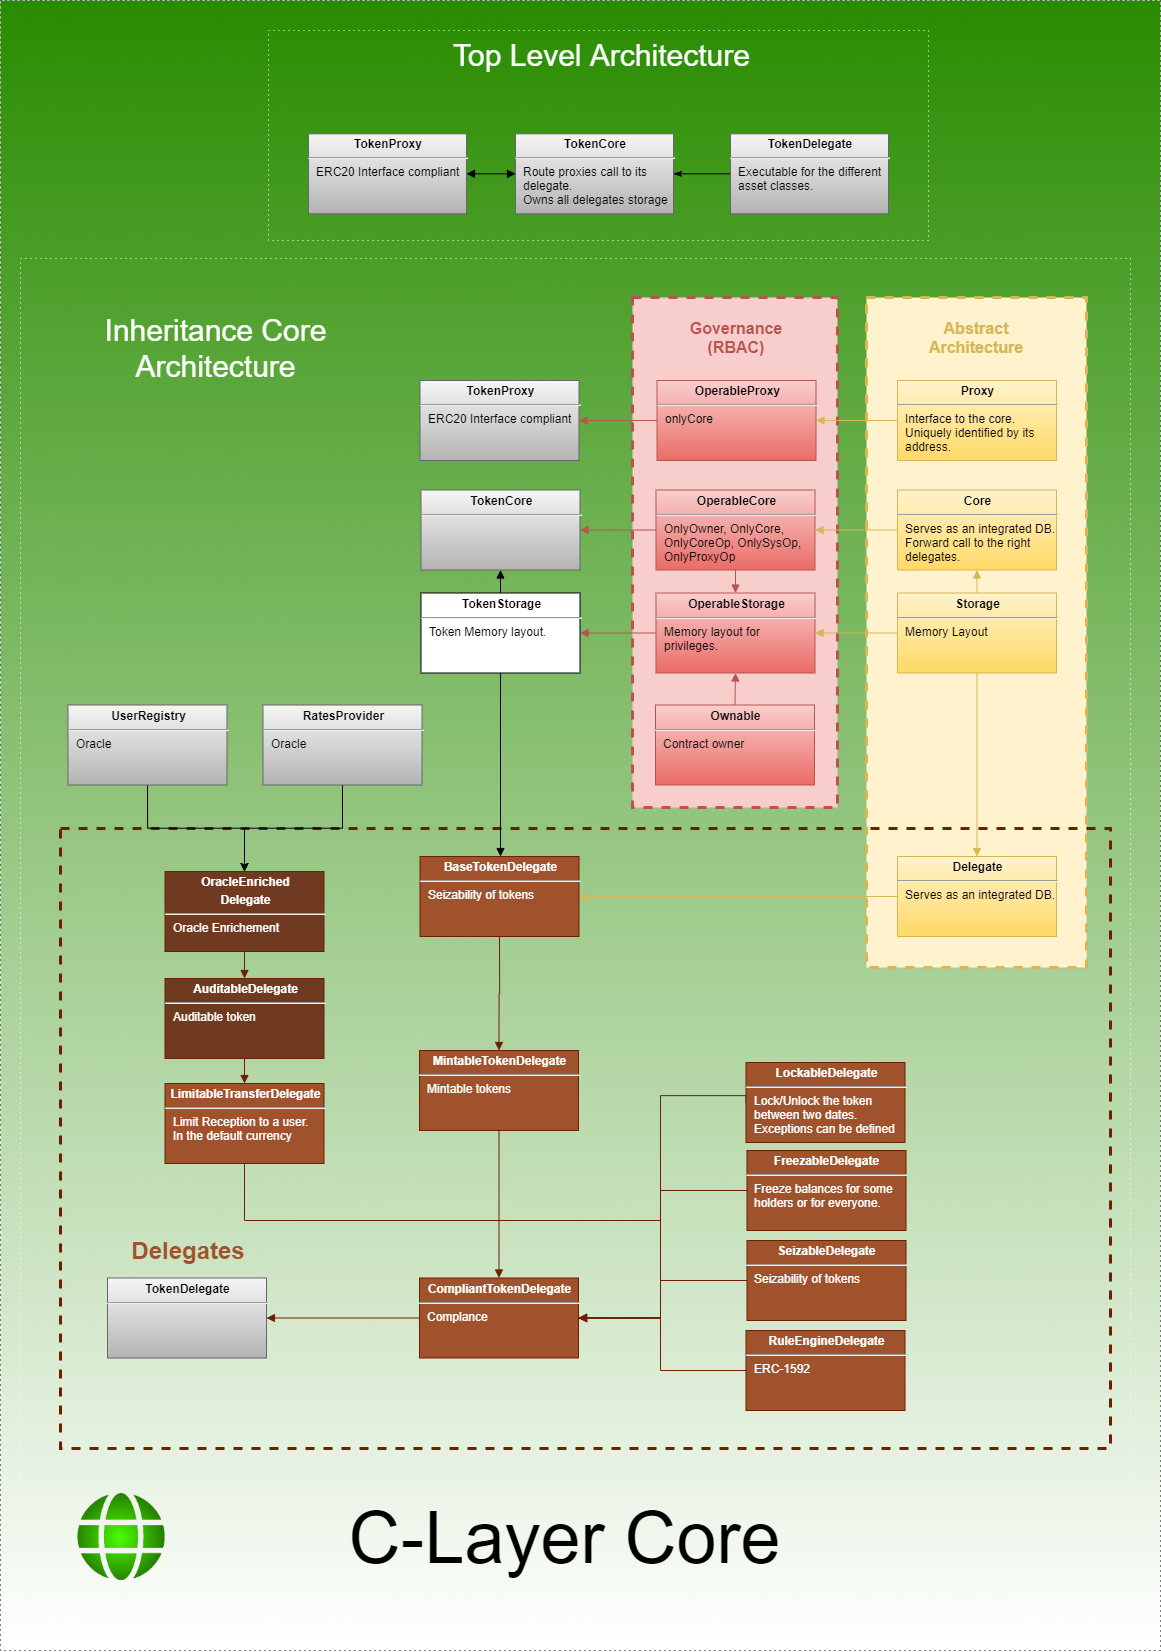 Top Level Architecture
TokenProxy
ERC20 Interface compliant
TokenCore
Route proxies call to its
delegate.
Owns all delegates storage
TokenDelegate
Executable for the different
asset classes.
Inheritance Core
Architecture
Governance
(RBAC)
Abstract
Architecture
TokenProxy
ERC20 Interface compliant
OperableProxy
onlyCore
Proxy
Interface to the core.
Uniquely identified by its
address.
TokenCore
OperableCore
OnlyOwner, OnlyCore,
OnlyCoreOp, OnlySysOp,
OnlyProxyOp
Core
Serves as an integrated DB.
Forward call to the right
delegates.
TokenStorage
Token Memory layout.
OperableStorage
Memory layout for
privileges.
Storage
Memory Layout
UserRegistry
Oracle
RatesProvider
Oracle
Ownable
Contract owner
OracleEnriched
Delegate
Oracle Enrichement
BaseTokenDelegate
Seizability of tokens
Delegate
Serves as an integrated DB.
AuditableDelegate
Auditable token
MintableTokenDelegate
Mintable tokens
LimitableTransferDelegate
Limit Reception to a user.
In the default currency
LockableDelegate
Lock/Unlock the token
between two dates.
Exceptions can be defined
FreezableDelegate
Freeze balances for some
holders or for everyone.
Delegates
TokenDelegate
CompliantTokenDelegate
Complance
SeizableDelegate
Seizability of tokens
RuleEngineDelegate
ERC-1592
C-Layer Core